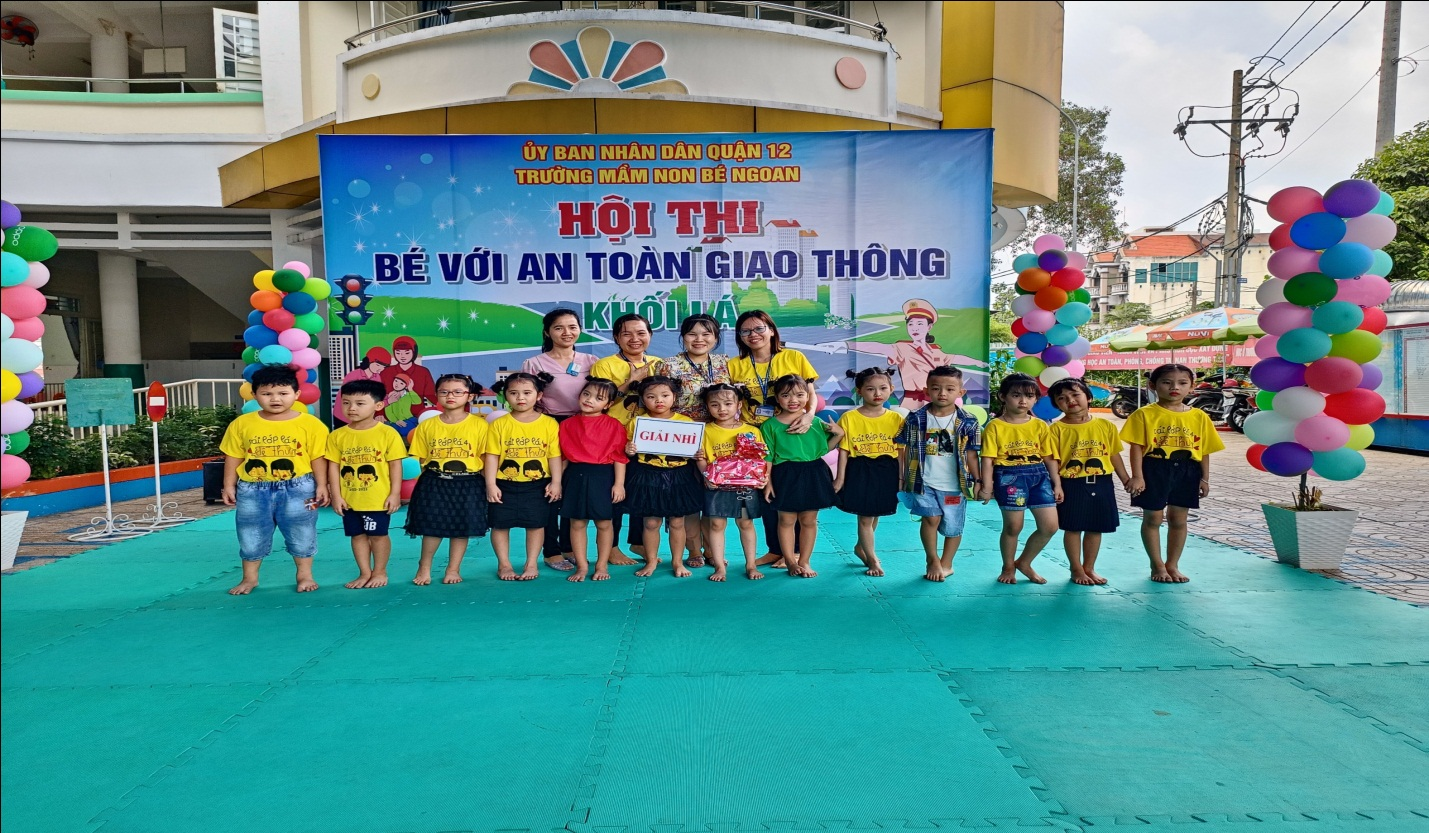 ỦY BAN NHÂN DÂN QUẬN 12
TRƯỜNG MẦM NON BÉ NGOAN
HỘI THI
BÉ VỚI AN TOÀN GIAO THÔNG
KHỐI LÁ
GIẢI NHÌ